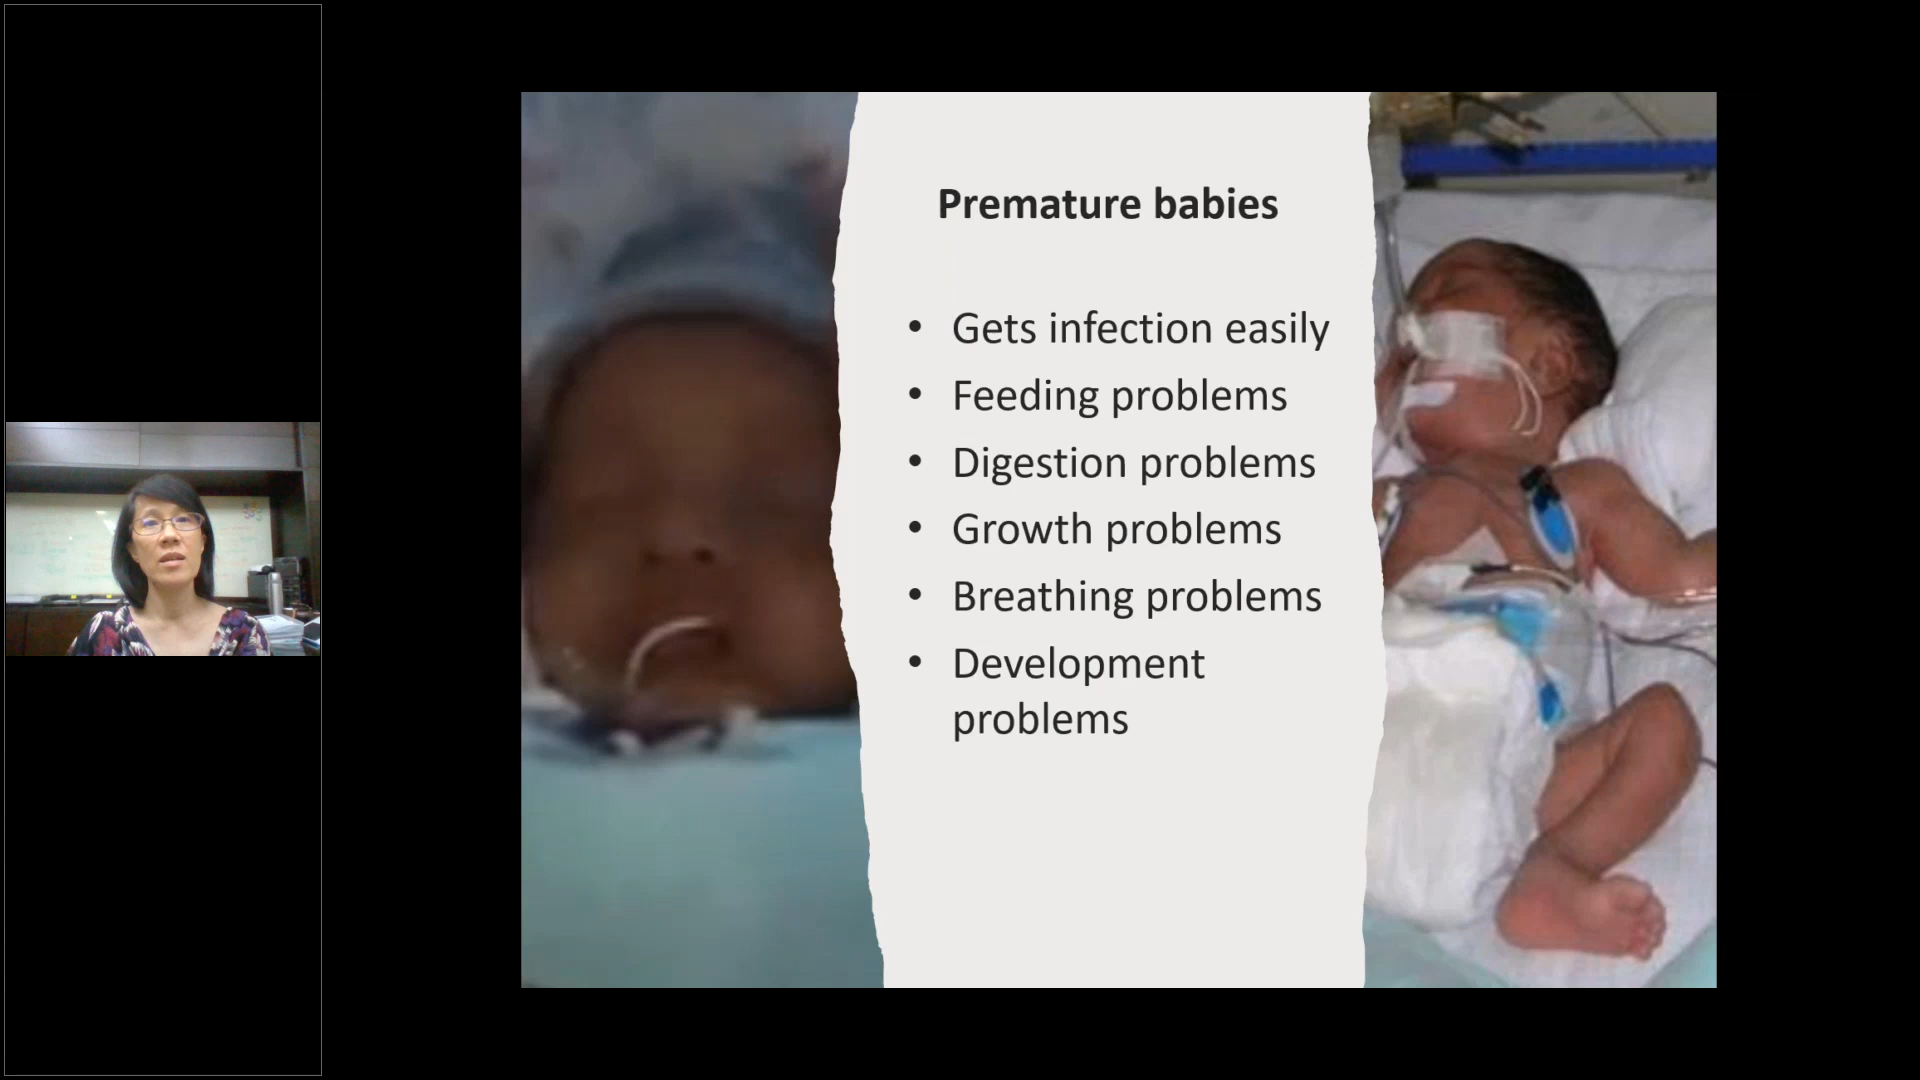 Premature babies
• Gets infection easily
• Feeding problems
• Digestion problems
• Growth problems
• Breathing problems
• Development
problems